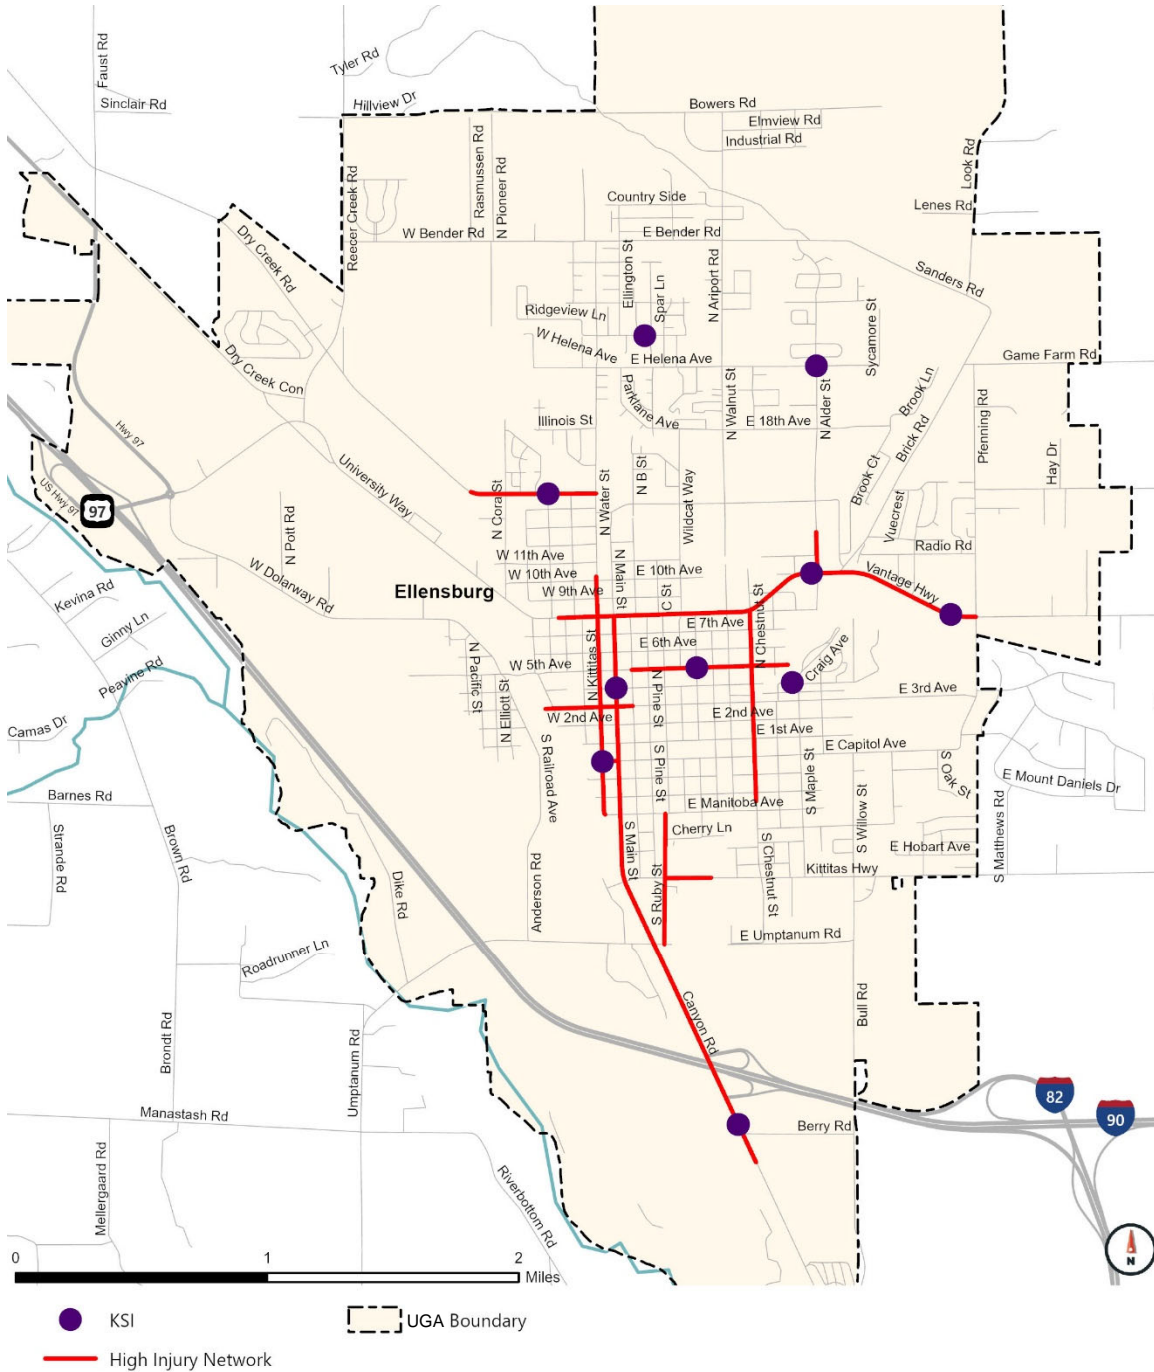 Faust Rd
Tyler Rd
Sinclair Rd
Hillview Dr
Bowers Rd
Elmview Rd
Industrial Rd
Rasmussen Rd
N Pioneer Rd
Look Rd
Reecer Creek Rd
Country Side
Lenes Rd
W Bender Rd
E Bender Rd
Dry Creek Rd
Ellington St
Spar Ln
N Ariport Rd
Sanders Rd
Ridgeview Ln
Sycamore St
W Helena Ave
E Helena Ave
Game Farm Rd
Dry Creek Con
Parklane Ave
N Walnut St
N Alder St
Brook Ln
Illinois St
E 18th Ave
Brick Rd
Pfenning Rd
Hwy 97
University Way
N Cora St
N Water St
N B St
Wildcat Way
Brook Ct
Hay Dr
US Hwy 97
97
N Pott Rd
Vuecrest
W 11th Ave
N Main St
Radio Rd
W 10th Ave
E 10th Ave
Kevina Rd
W Dolarway Rd
Ellensburg
W 9th Ave
C St
N Chestnut St
Vantage Hwy
Ginny Ln
E 7th Ave
E 6th Ave
Craig Ave
N Pacific St
W 5th Ave
N Kittitas St
Peavine Rd
N Elliott St
N Pine St
E 3rd Ave
Camas Dr
W 2nd Ave
E 2nd Ave
E 1st Ave
S Railroad Ave
S Pine St
E Capitol Ave
S Maple St
S Oak St
E Mount Daniels Dr
Barnes Rd
E Manitoba Ave
S Willow St
Strande Rd
Brown Rd
S Main St
Cherry Ln
E Hobart Ave
S Matthews Rd
Dike Rd
Anderson Rd
S Ruby St
S Chestnut St
Kittitas Hwy
E Umptanum Rd
Roadrunner Ln
Canyon Rd
Bull Rd
Brondt Rd
Umptanum Rd
82
90
Manastash Rd
Berry Rd
Mellergaard Rd
Riverbottom Rd
N
0 1 2
Miles
KSI
UGA Boundary
High Injury Network